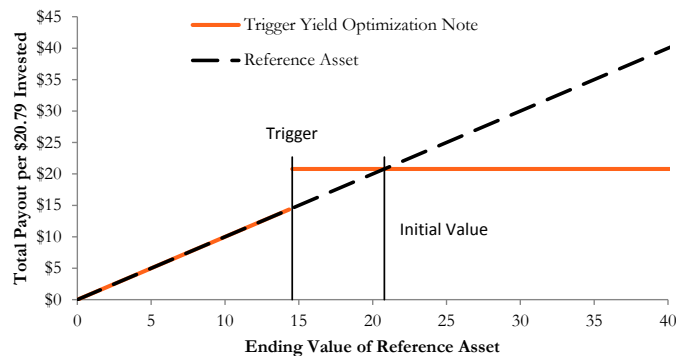 $45
$40
$35
$30
$25
$20
$15
$10
$5
$0
Total Payout per $20.79 Invested
Trigger Yield Optimization Note
Reference Asset
Trigger
Initial Value
0 5 10 15 20 25 30 35 40
Ending Value of Reference Asset